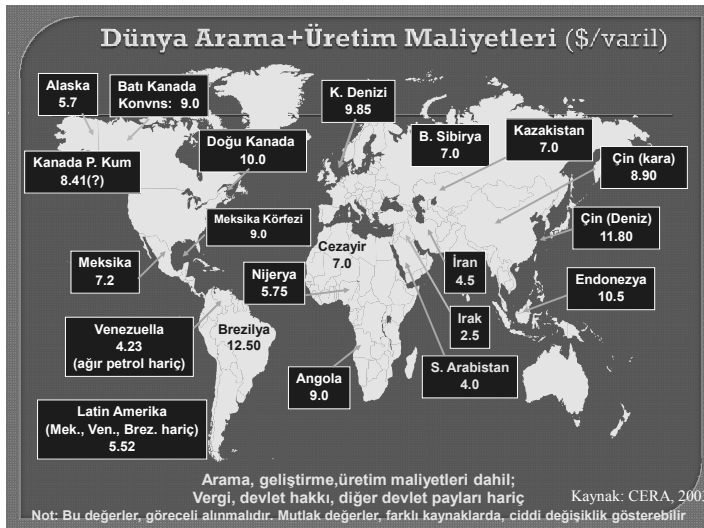 Dünya Arama+Üretim Maliyetleri ($/varil)
Alaska
5.7
Batı Kanada
Konvns: 9.0
K. Denizi
9.85
Doğu Kanada
10.0
B. Sibirya
7.0
Kazakistan
7.0
Çin (kara)
8.90
Kanada P. Kum
8.41(?)
Meksika Körfezi
9.0
Çin (Deniz)
11.80
Meksika
7.2
Cezayir
7.0
Nijerya
5.75
İran
4.5
Endonezya
10.5
Venezuella
4.23
(ağır petrol hariç)
Brezilya
12.50
Irak
2.5
Angola
9.0
S. Arabistan
4.0
Latin Amerika
(Mek., Ven., Brez. hariç)
5.52
Arama, geliştirme,üretim maliyetleri dahil;
Vergi, devlet hakkı, diğer devlet payları hariç
Kaynak: CERA,
Not: Bu değerler, göreceli alınmalıdır. Mutlak değerler, farklı kaynaklarda, ciddi değişiklik gösterebilir